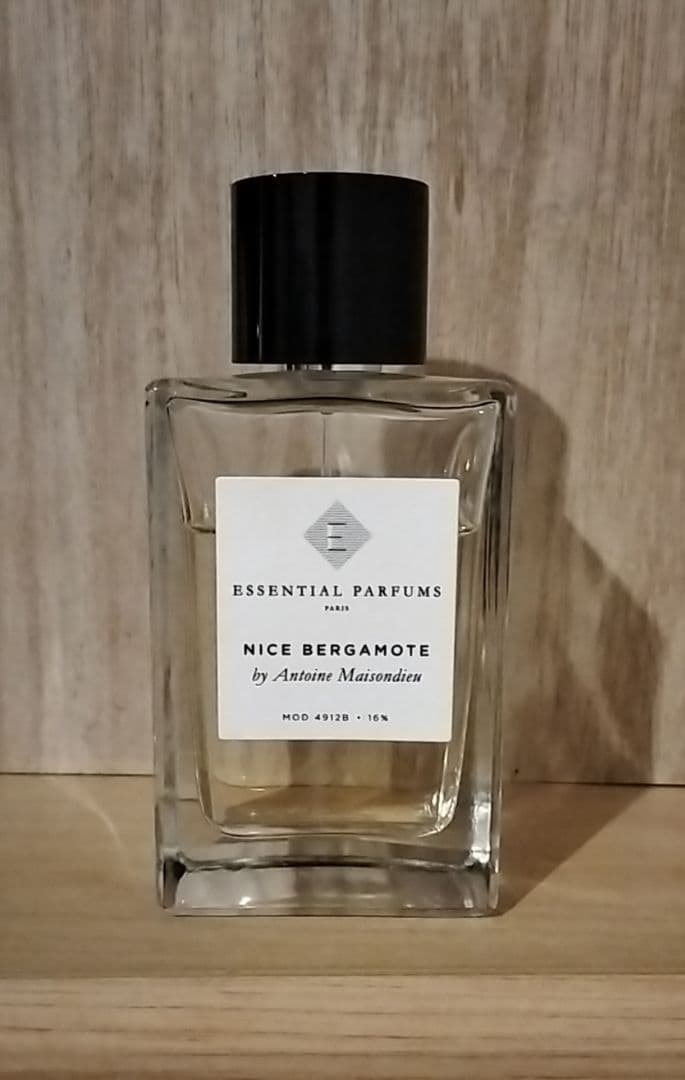 E
ESSENTIAL PARFUMS
PARIS
NICE BERGAMOTE
by Antoine Maisondieu
MOD 4912B • 16%